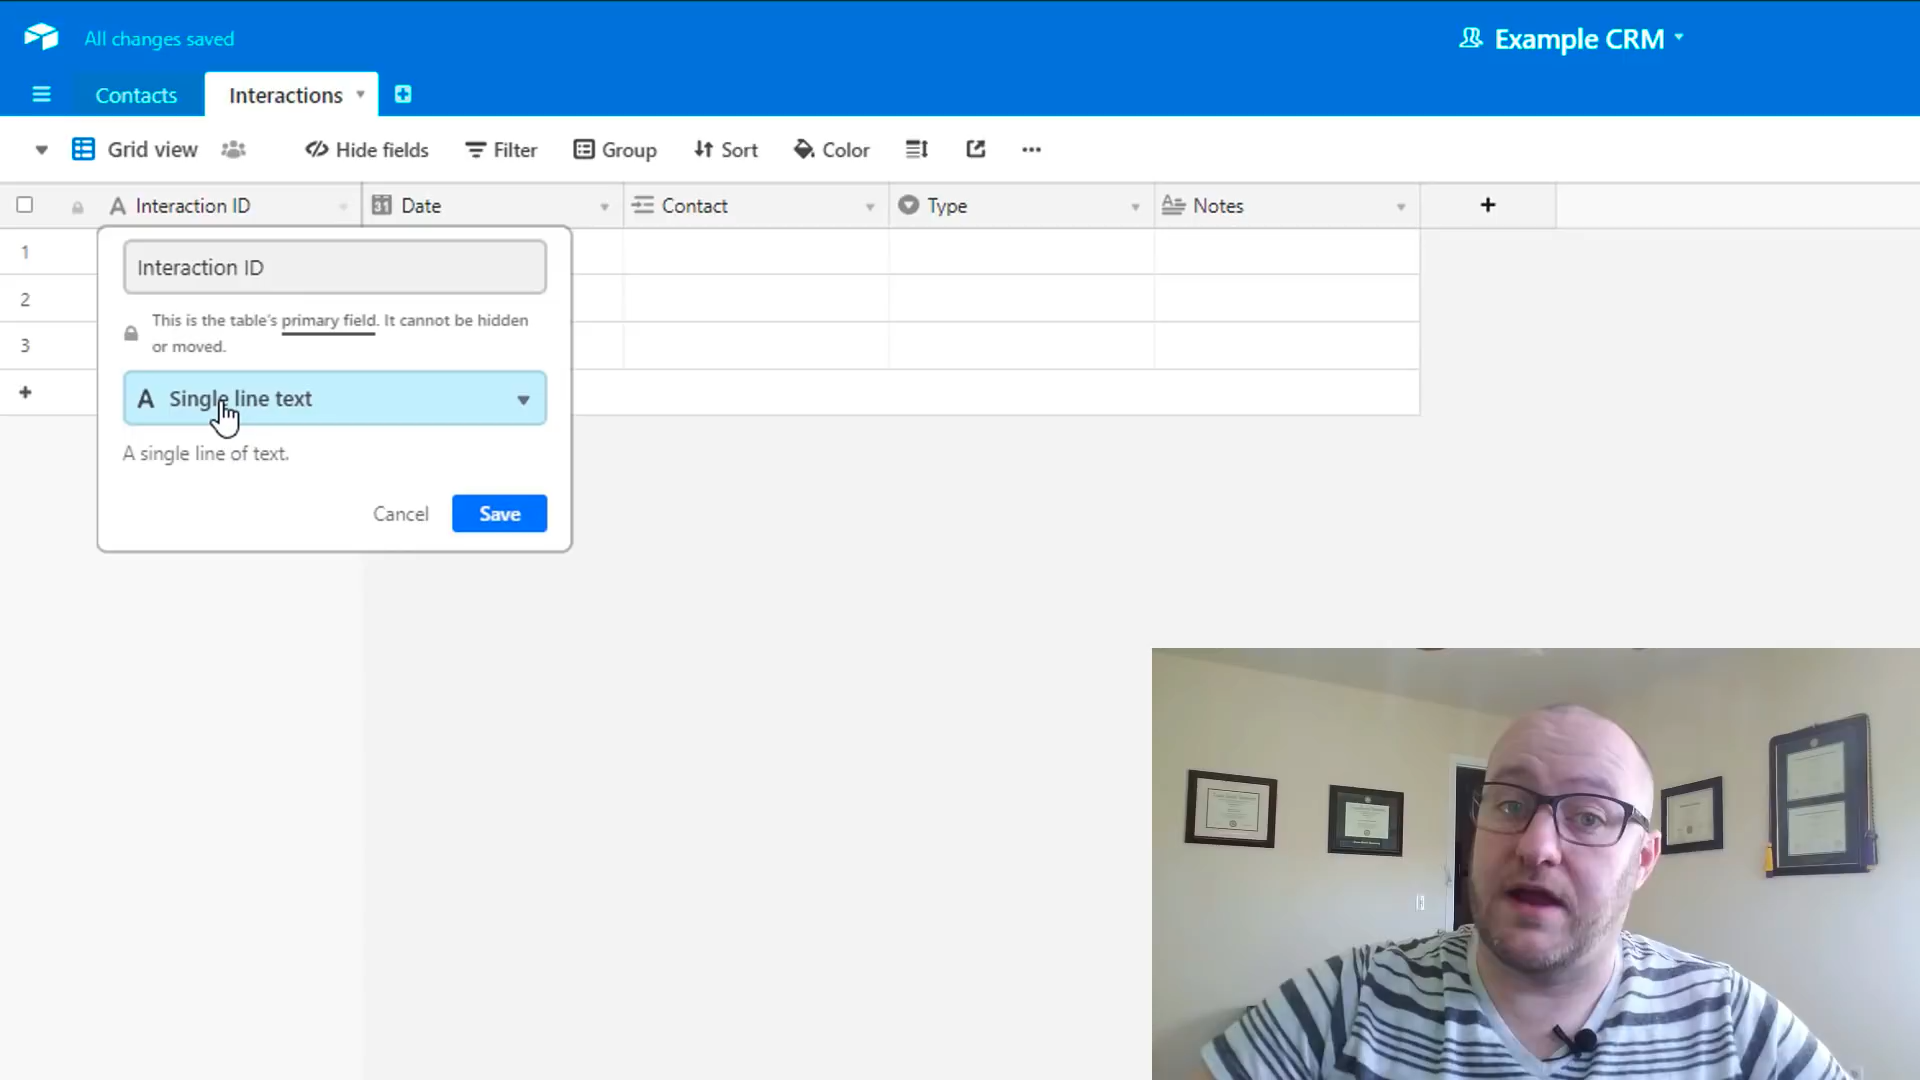 All changes saved
Example CRM
Contacts
Interactions
Grid view
Hide fields
Filter
Group
Sort
Color
Interaction ID
31
Date
Contact
Type
Notes
1
2
3
Interaction ID
This is the table's primary field. It cannot be hidden
or moved.
A Single line text
A single line of text.
Cancel
Save